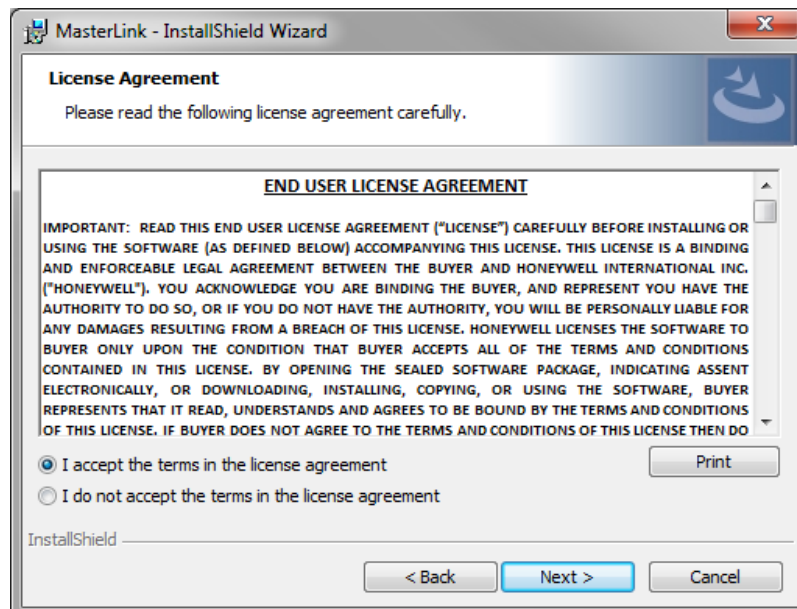 MasterLink - InstallShield Wizard
License Agreement
Please read the following license agreement carefully.
END USER LICENSE AGREEMENT
IMPORTANT: READ THIS END USER LICENSE AGREEMENT (“LICENSE”) CAREFULLY BEFORE INSTALLING OR
USING THE SOFTWARE (AS DEFINED BELOW) ACCOMPANYING THIS LICENSE. THIS LICENSE IS A BINDING
AND ENFORCEABLE LEGAL AGREEMENT BETWEEN THE BUYER AND HONEYWELL INTERNATIONAL INC.
("HONEYWELL"). YOU ACKNOWLEDGE YOU ARE BINDING THE BUYER, AND REPRESENT YOU HAVE THE
AUTHORITY TO DO SO, OR IF YOU DO NOT HAVE THE AUTHORITY, YOU WILL BE PERSONALLY LIABLE FOR
ANY DAMAGES RESULTING FROM A BREACH OF THIS LICENSE. HONEYWELL LICENSES THE SOFTWARE TO
BUYER ONLY UPON THE CONDITION THAT BUYER ACCEPTS ALL OF THE TERMS AND CONDITIONS
CONTAINED IN THIS LICENSE. BY OPENING THE SEALED SOFTWARE PACKAGE, INDICATING ASSENT
ELECTRONICALLY, OR DOWNLOADING, INSTALLING, COPYING, OR USING THE SOFTWARE, BUYER
REPRESENTS THAT IT READ, UNDERSTANDS AND AGREES TO BE BOUND BY THE TERMS AND CONDITIONS
OF THIS LICENSE. IF BUYER DOES NOT AGREE TO THE TERMS AND CONDITIONS OF THIS LICENSE THEN DO
I accept the terms in the license agreement
Print
I do not accept the terms in the license agreement
InstallShield
< Back
Next >
Cancel